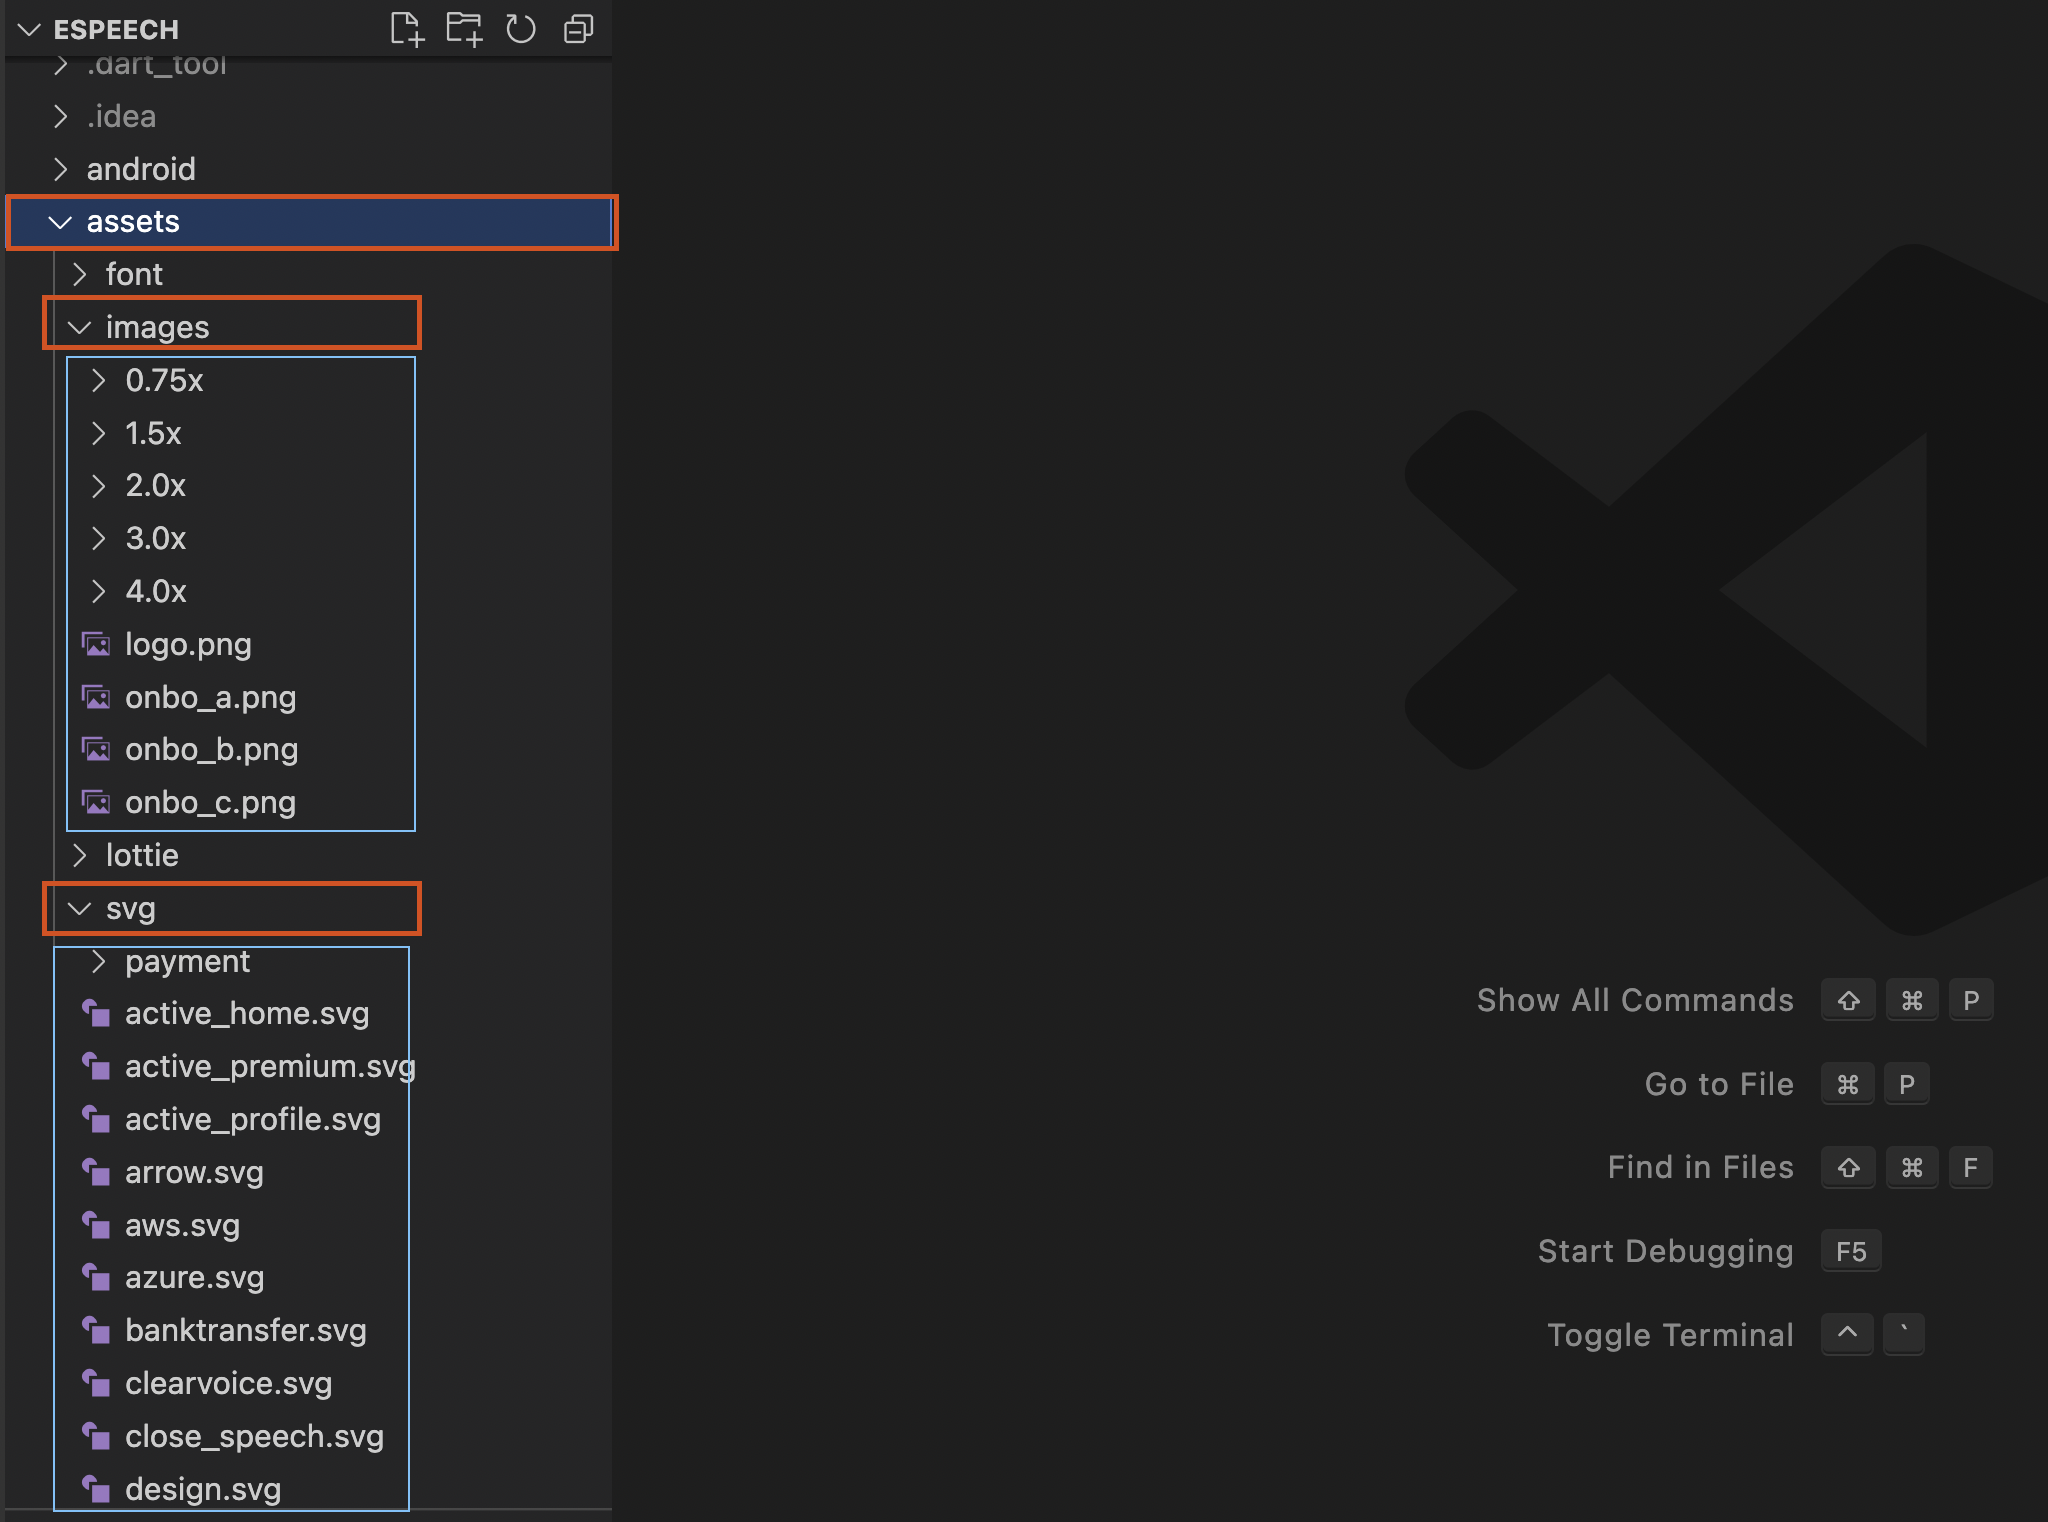 ESPEECH
.dart_tool
.idea
android
assets
font
images
0.75x
1.5x
2.0x
3.0x
4.0x
logo.png
onbo_a.png
onbo_b.png
onbo_c.png
lottie
svg
payment
active_home.svg
active_premium.svg
active_profile.svg
arrow.svg
aws.svg
azure.svg
banktransfer.svg
clearvoice.svg
close_speech.svg
design.svg
Show All Commands ⇧ ⌘ P
Go to File ⌘ P
Find in Files ⇧ ⌘ F
Start Debugging F5
Toggle Terminal ^ `